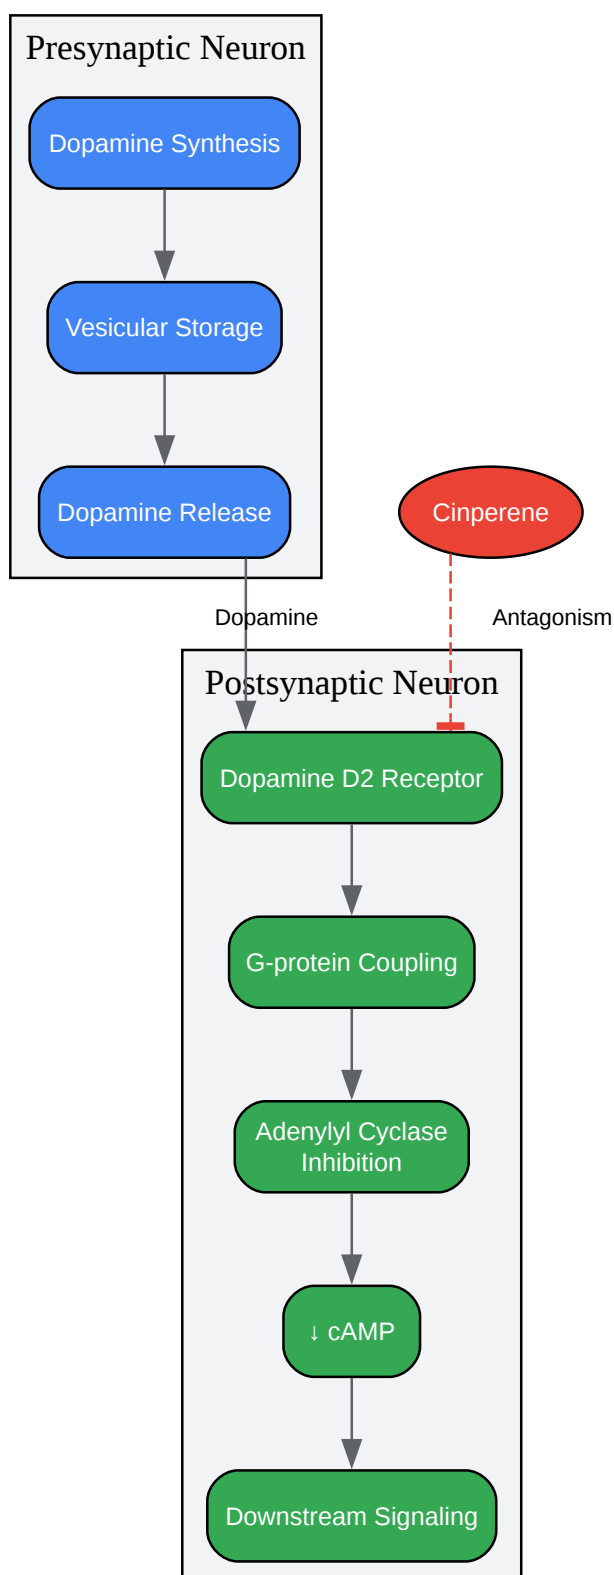 Presynaptic Neuron
Dopamine Synthesis
Vesicular Storage
Dopamine Release
Cinperene
Dopamine
Antagonism
Postsynaptic Neuron
Dopamine D2 Receptor
G-protein Coupling
Adenylyl Cyclase
Inhibition
↓ cAMP
Downstream Signaling